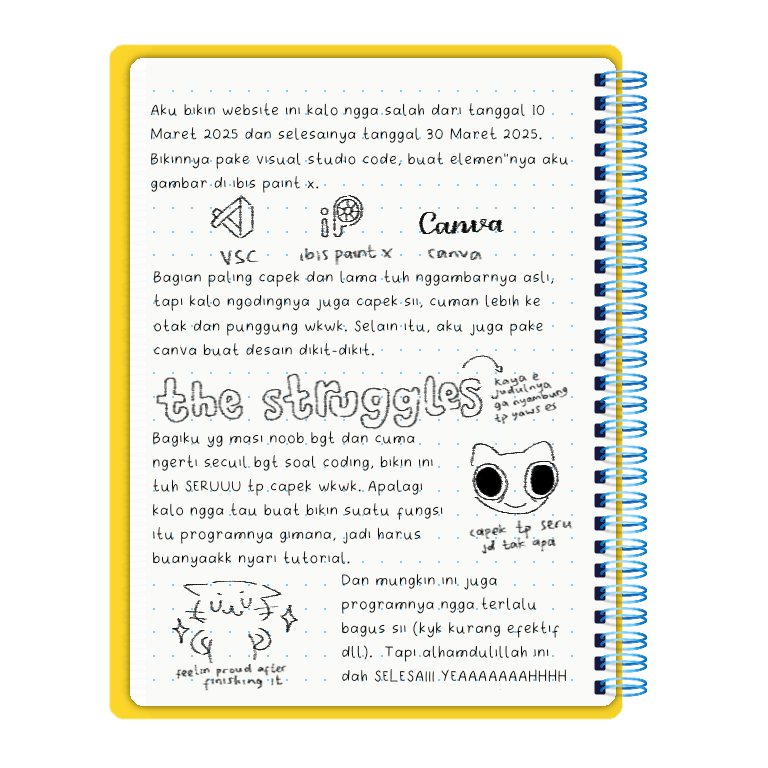 Aku bikin website ini kalo ngga salah dari tanggal 10
Maret 2025 dan selesainya tanggal 30 Maret 2025.
Bikinnya pake visual studio code, buat elemen"nya aku
gambar di ibis paint x.
iP
Canva
VSC
ibis paint x
canva
Bagian paling capek dan lama tuh nggambarnya asli,
tapi kalo ngodingnya juga capek sii, cuman lebih ke
otak dan punggung wkwk. Selain itu, aku juga pake
canva buat desain dikit-dikit.
the struggles
kaya e
judulnya
ga nyambung
tp yaws es
Bagiku yg masi noob bgt dan cuma
ngerti secuil bgt soal coding, bikin ini
tuh SERUUU tp capek wkwk. Apalagi
kalo ngga tau buat bikin suatu fungsi
itu programnya gimana, jadi harus
buanyaakk nyari tutorial.
capek tp seru
jd tak apa
Dan mungkin ini juga
programnya ngga terlalu
bagus sii (kyk kurang efektif
dll). Tapi alhamdulillah ini
dah SELESAIII YEAAAAAAAHHHH
feelin proud after
finishing it